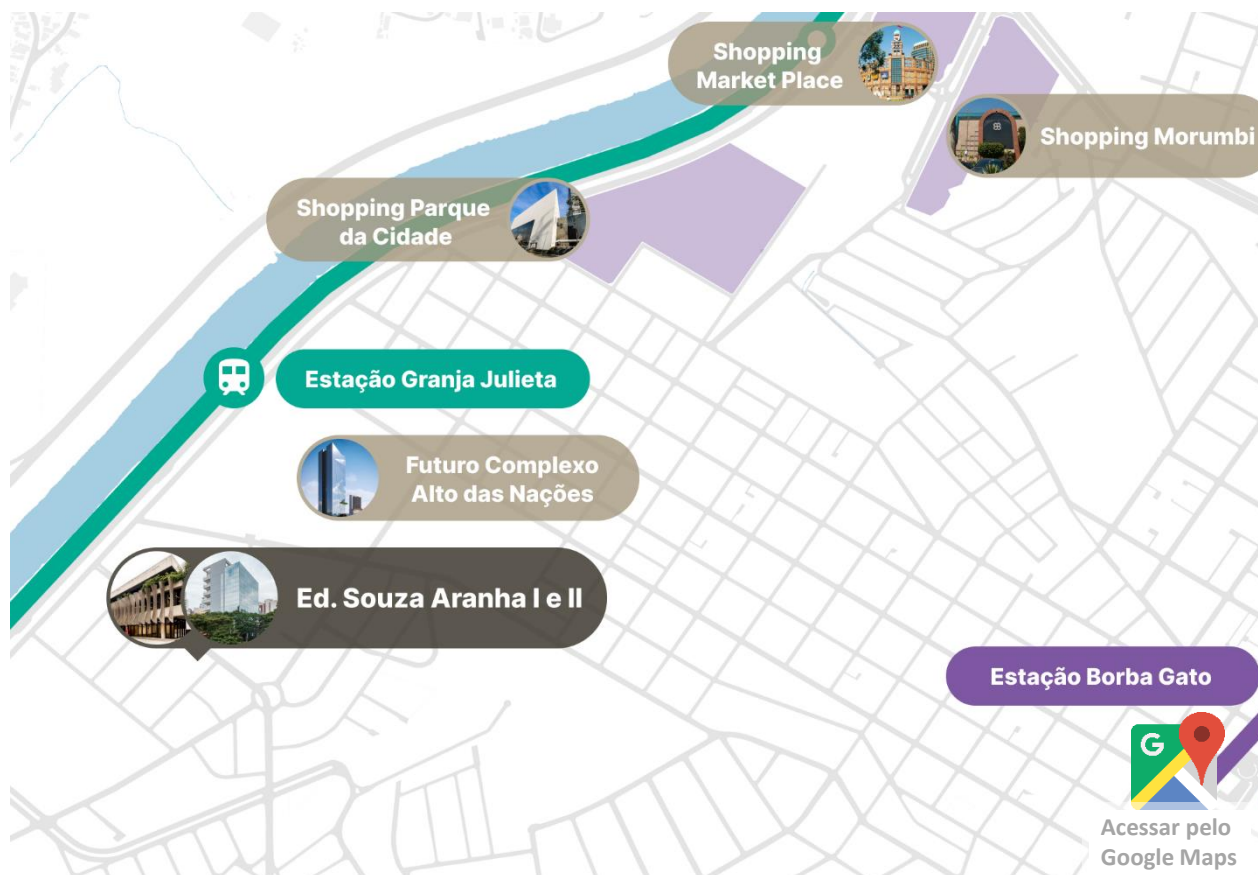 Shopping
Market Place
Shopping Morumbi
Shopping Parque
da Cidade
Estação Granja Julieta
Futuro Complexo
Alto das Nações
Ed. Souza Aranha I e II
Estação Borba Gato
G
Acessar pelo
Google Maps